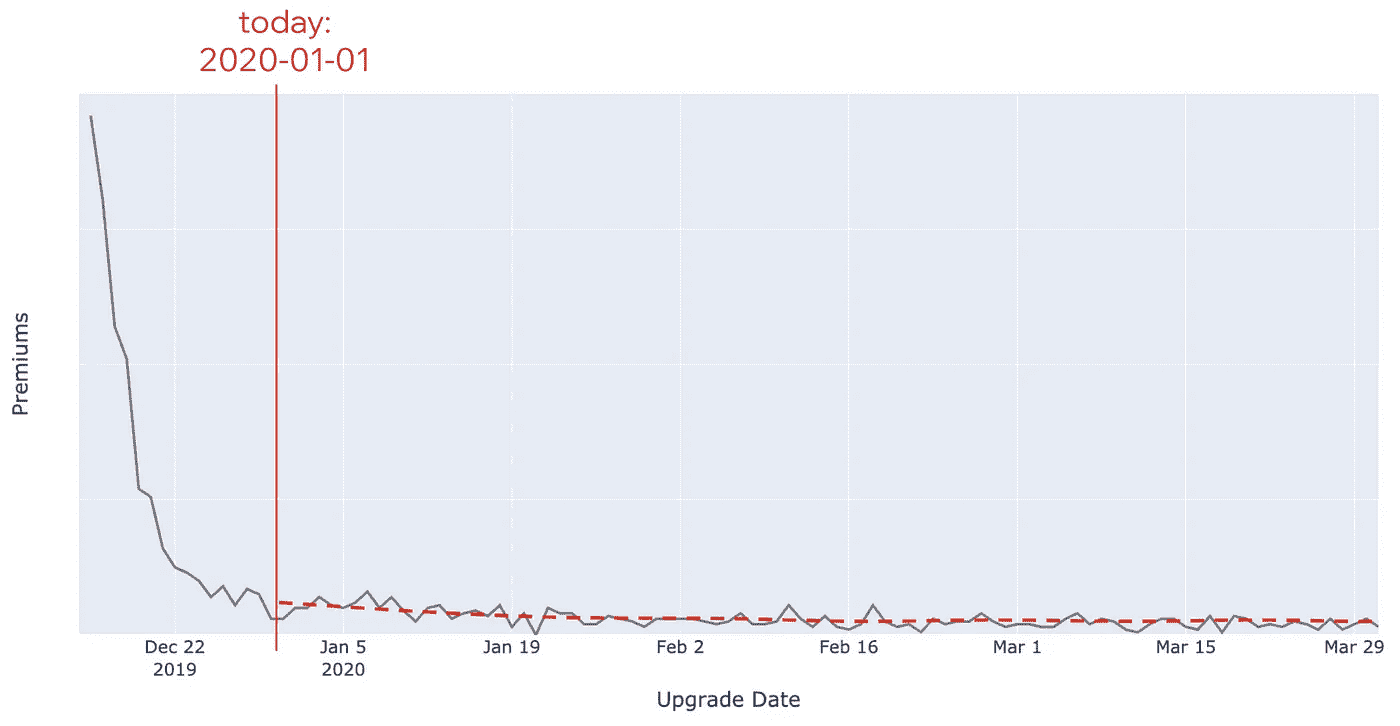 today:
2020-01-01
Premiums
Dec 22
2019
Jan 5
2020
Jan 19
Feb 2
Feb 16
Mar 1
Mar 15
Mar 29
Upgrade Date